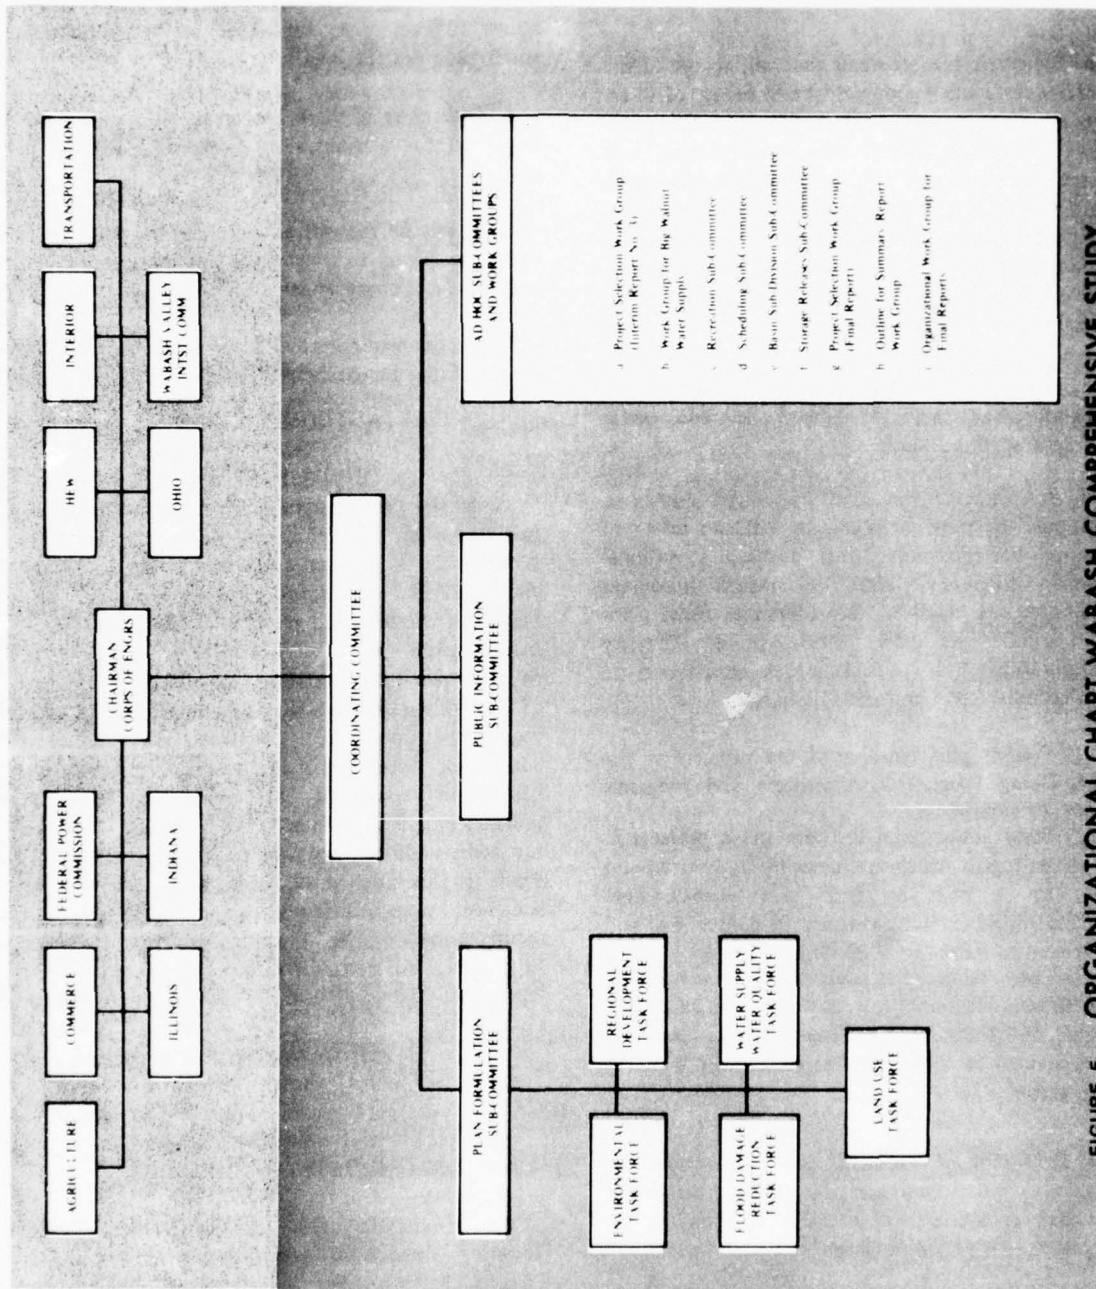 AGRICULTURE
COMMERCE
FEDERAL POWER
COMMISSION
HEW
INTERIOR
TRANSPORTATION
CHAIRMAN
CORPS OF ENGRS
ILLINOIS
INDIANA
OHIO
WABASH VALLEY
INTST COMM
COORDINATING COMMITTEE
PLAN FORMULATION
SUB-COMMITTEE
PUBLIC INFORMATION
SUB-COMMITTEE
AD HOC SUB-COMMITTEES
AND WORK GROUPS
a Project Selection Work Group
(Interim Report No. 3)
b Work Group for Big Walnut
Water Supply
c Recreation Sub-Committee
d Scheduling Sub-Committee
e Basin Sub-Division Sub-Committee
f Storage Releases Sub-Committee
g Project Selection Work Group
(Final Report)
h Outline for Summary Report
Work Group
i Organizational Work Group for
Final Reports
ENVIRONMENTAL
TASK FORCE
REGIONAL
DEVELOPMENT
TASK FORCE
FLOOD DAMAGE
REDUCTION
TASK FORCE
WATER SUPPLY
WATER QUALITY
TASK FORCE
LAND USE
TASK FORCE
FIGURE 5 ORGANIZATIONAL CHART WABASH COMPREHENSIVE STUDY